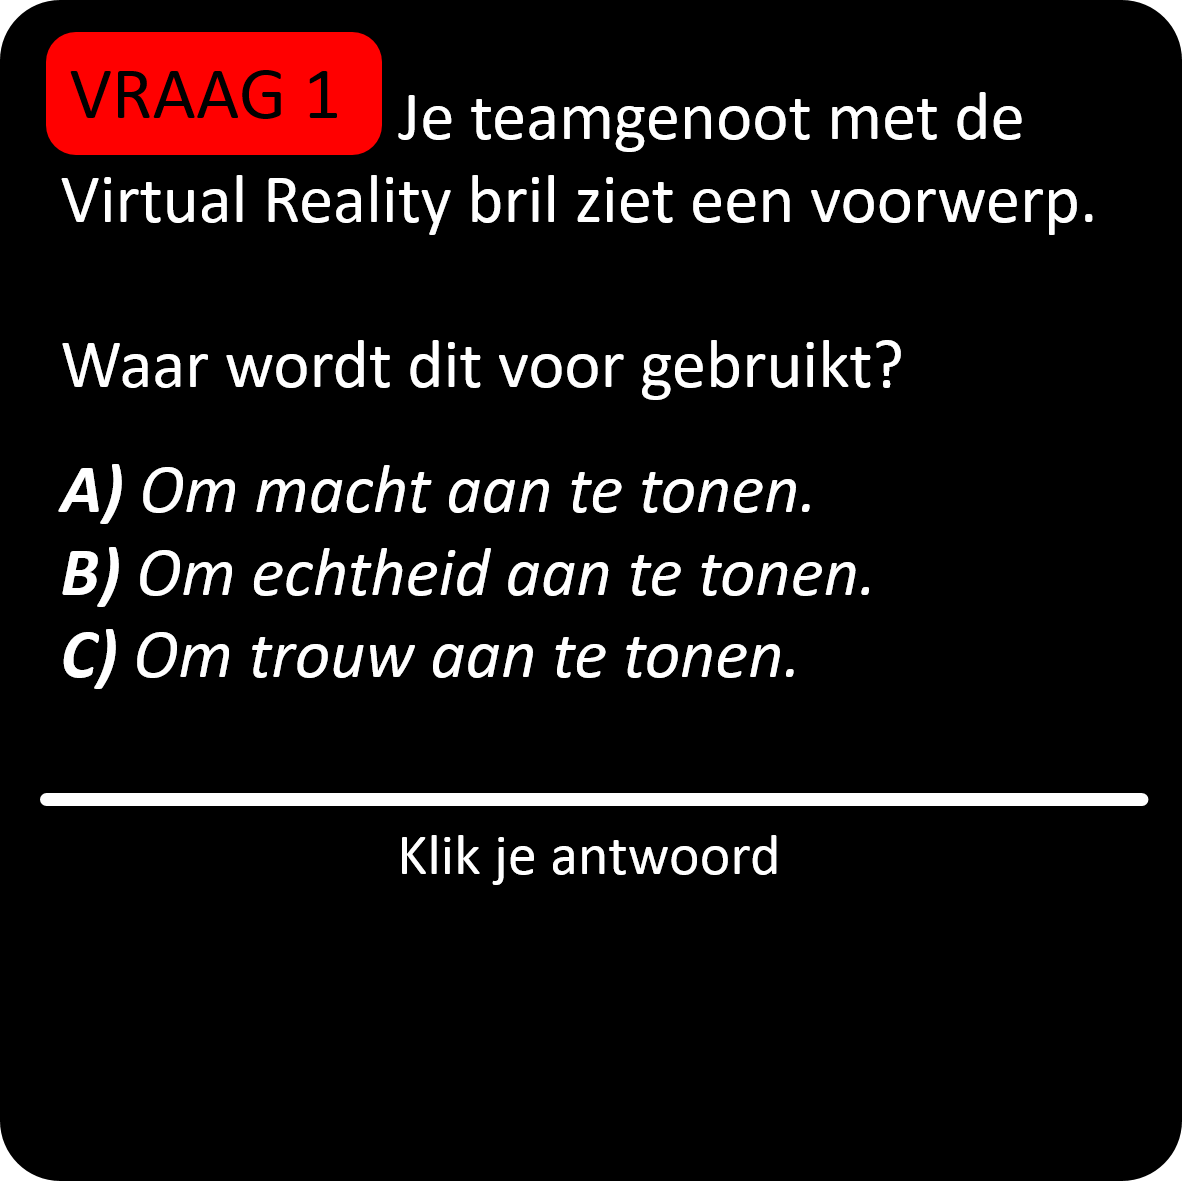 VRAAG 1 Je teamgenoot met de
Virtual Reality bril ziet een voorwerp.
Waar wordt dit voor gebruikt?
A) Om macht aan te tonen.
B) Om echtheid aan te tonen.
C) Om trouw aan te tonen.
Klik je antwoord